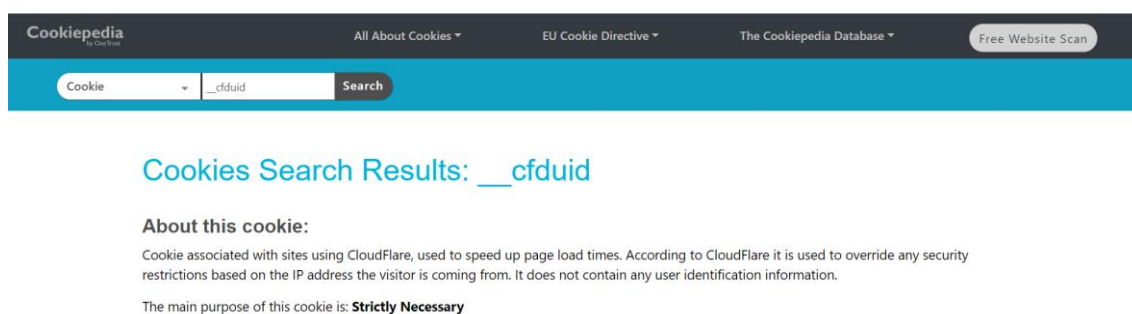 Cookiepedia
by OneTrust
All About Cookies
EU Cookie Directive
The Cookiepedia Database
Free Website Scan
Cookie
__cfduid
Search
Cookies Search Results: __cfduid
About this cookie:
Cookie associated with sites using CloudFlare, used to speed up page load times. According to CloudFlare it is used to override any security
restrictions based on the IP address the visitor is coming from. It does not contain any user identification information.
The main purpose of this cookie is: Strictly Necessary